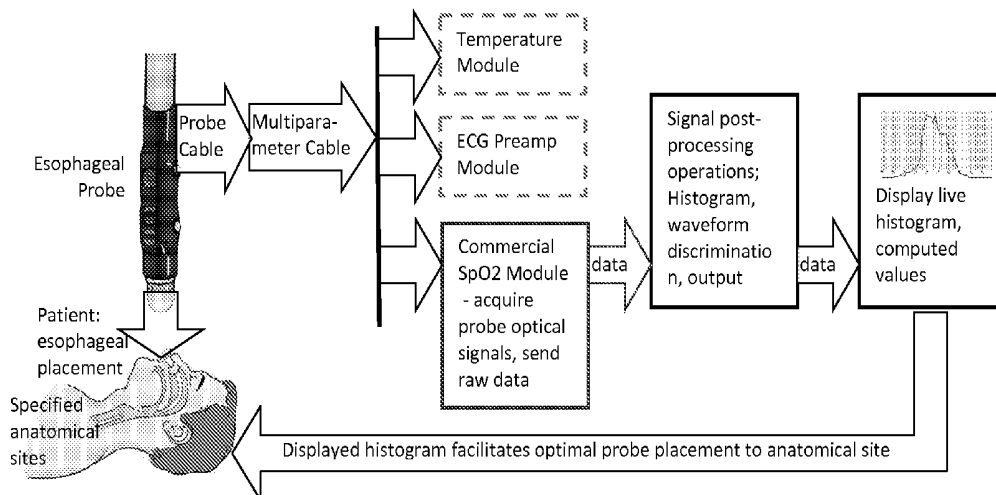 Temperature
Module
Probe
Cable
Multipara-
meter Cable
Esophageal
Probe
ECG Preamp
Module
Commercial
SpO2 Module
- acquire
probe optical
signals, send
raw data
data
Signal post-
processing
operations;
Histogram,
waveform
discriminatio
n, output
data
Display live
histogram,
computed
values
Patient:
esophageal
placement
Specified
anatomical
sites
Displayed histogram facilitates optimal probe placement to anatomical site